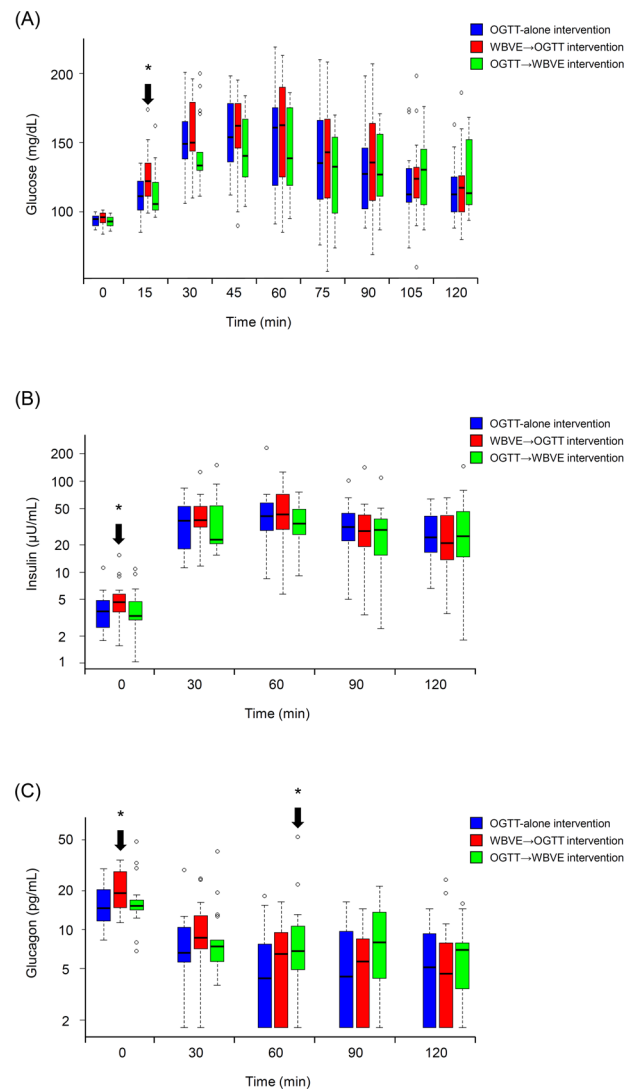 (A)
OGTT-alone intervention
WBVE→OGTT intervention
OGTT→WBVE intervention
*
Glucose (mg/dL)
200
150
100
0 15 30 45 60 75 90 105 120
Time (min)
(B)
OGTT-alone intervention
WBVE→OGTT intervention
OGTT→WBVE intervention
*
Insulin (μU/mL)
200
100
50
20
10
5
2
1
0 30 60 90 120
Time (min)
(C)
OGTT-alone intervention
WBVE→OGTT intervention
OGTT→WBVE intervention
* *
Glucagon (pg/mL)
50
20
10
5
2
0 30 60 90 120
Time (min)